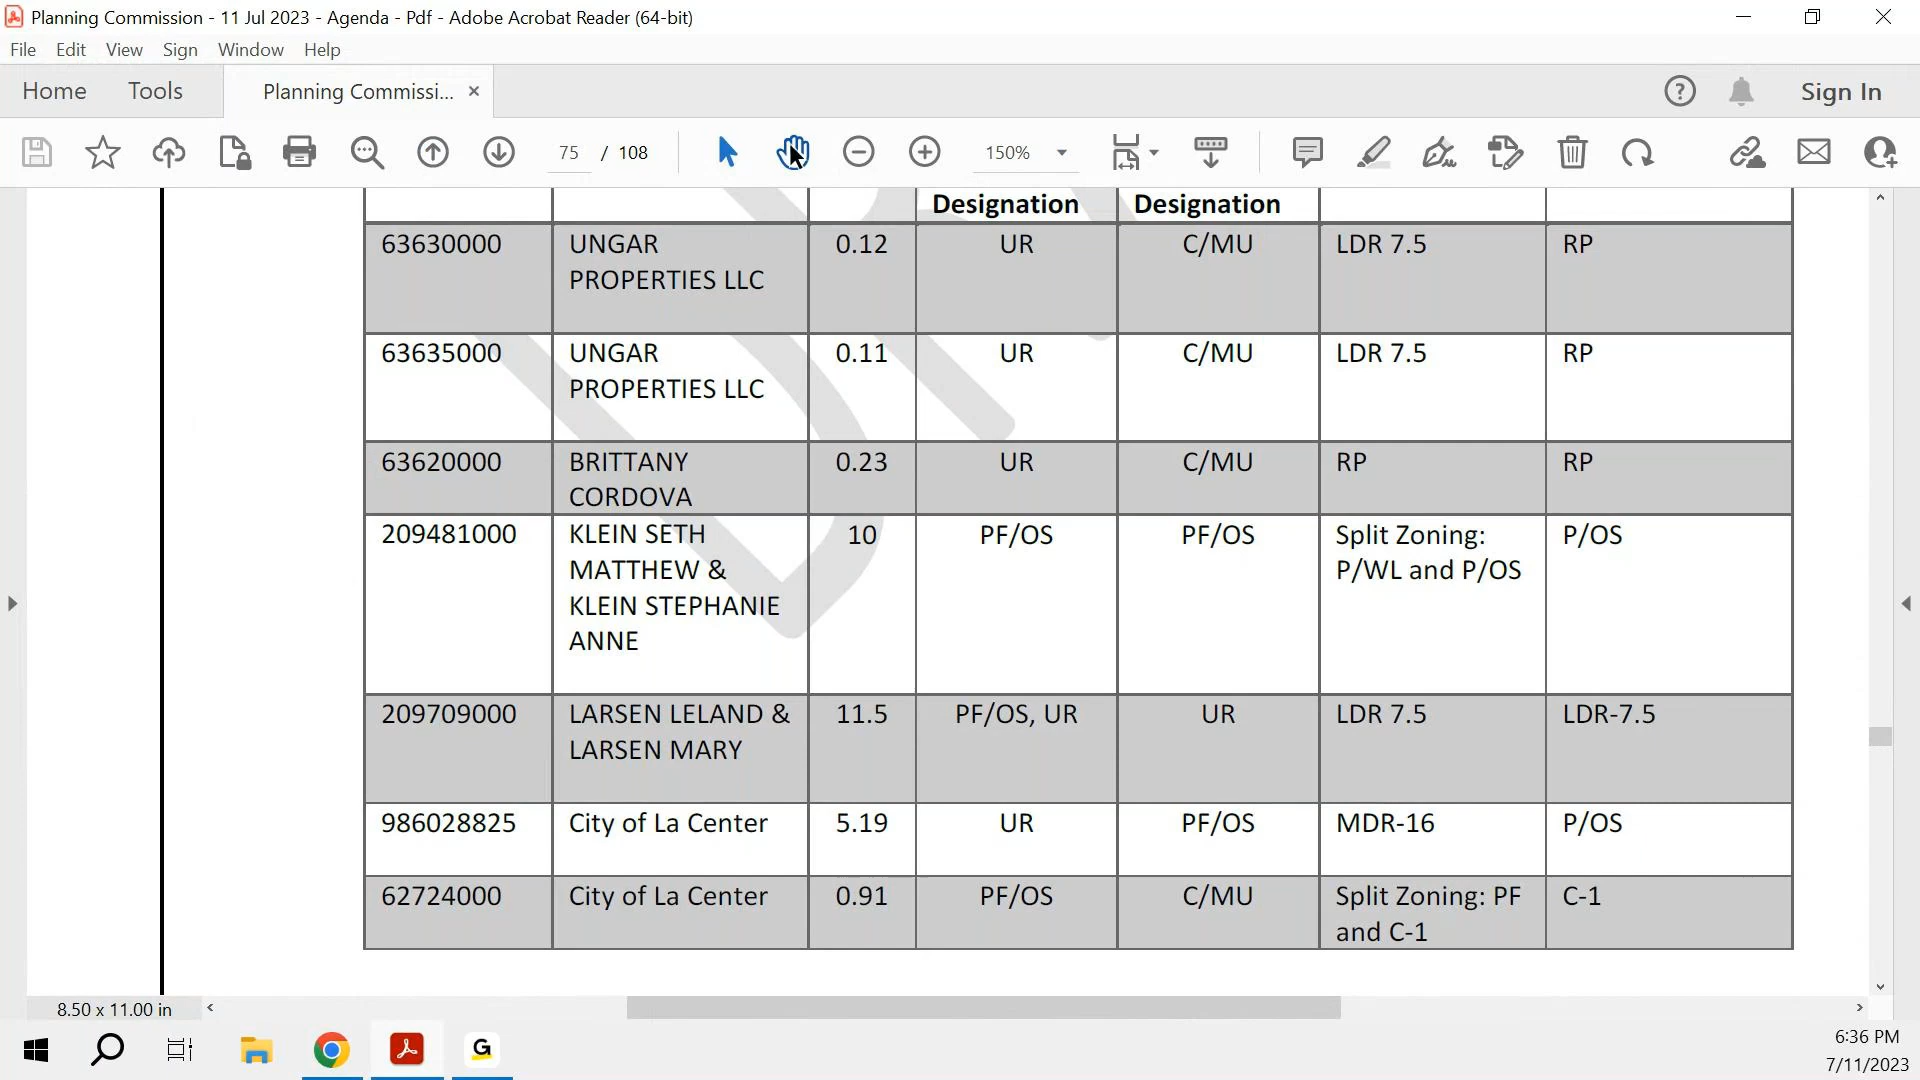 Planning Commission - 11 Jul 2023 - Agenda - Pdf - Adobe Acrobat Reader (64-bit)
File Edit View Sign Window Help
Home Tools Planning Commissi... × Sign In
75 / 108 150%
Designation Designation
63630000 UNGAR 0.12 UR C/MU LDR 7.5 RP
PROPERTIES LLC
63635000 UNGAR 0.11 UR C/MU LDR 7.5 RP
PROPERTIES LLC
63620000 BRITTANY 0.23 UR C/MU RP RP
CORDOVA
209481000 KLEIN SETH 10 PF/OS PF/OS Split Zoning: P/OS
MATTHEW & P/WL and P/OS
KLEIN STEPHANIE
ANNE
209709000 LARSEN LELAND & 11.5 PF/OS, UR UR LDR 7.5 LDR-7.5
LARSEN MARY
986028825 City of La Center 5.19 UR PF/OS MDR-16 P/OS
62724000 City of La Center 0.91 PF/OS C/MU Split Zoning: PF C-1
and C-1
8.50 x 11.00 in
G
6:36 PM
7/11/2023